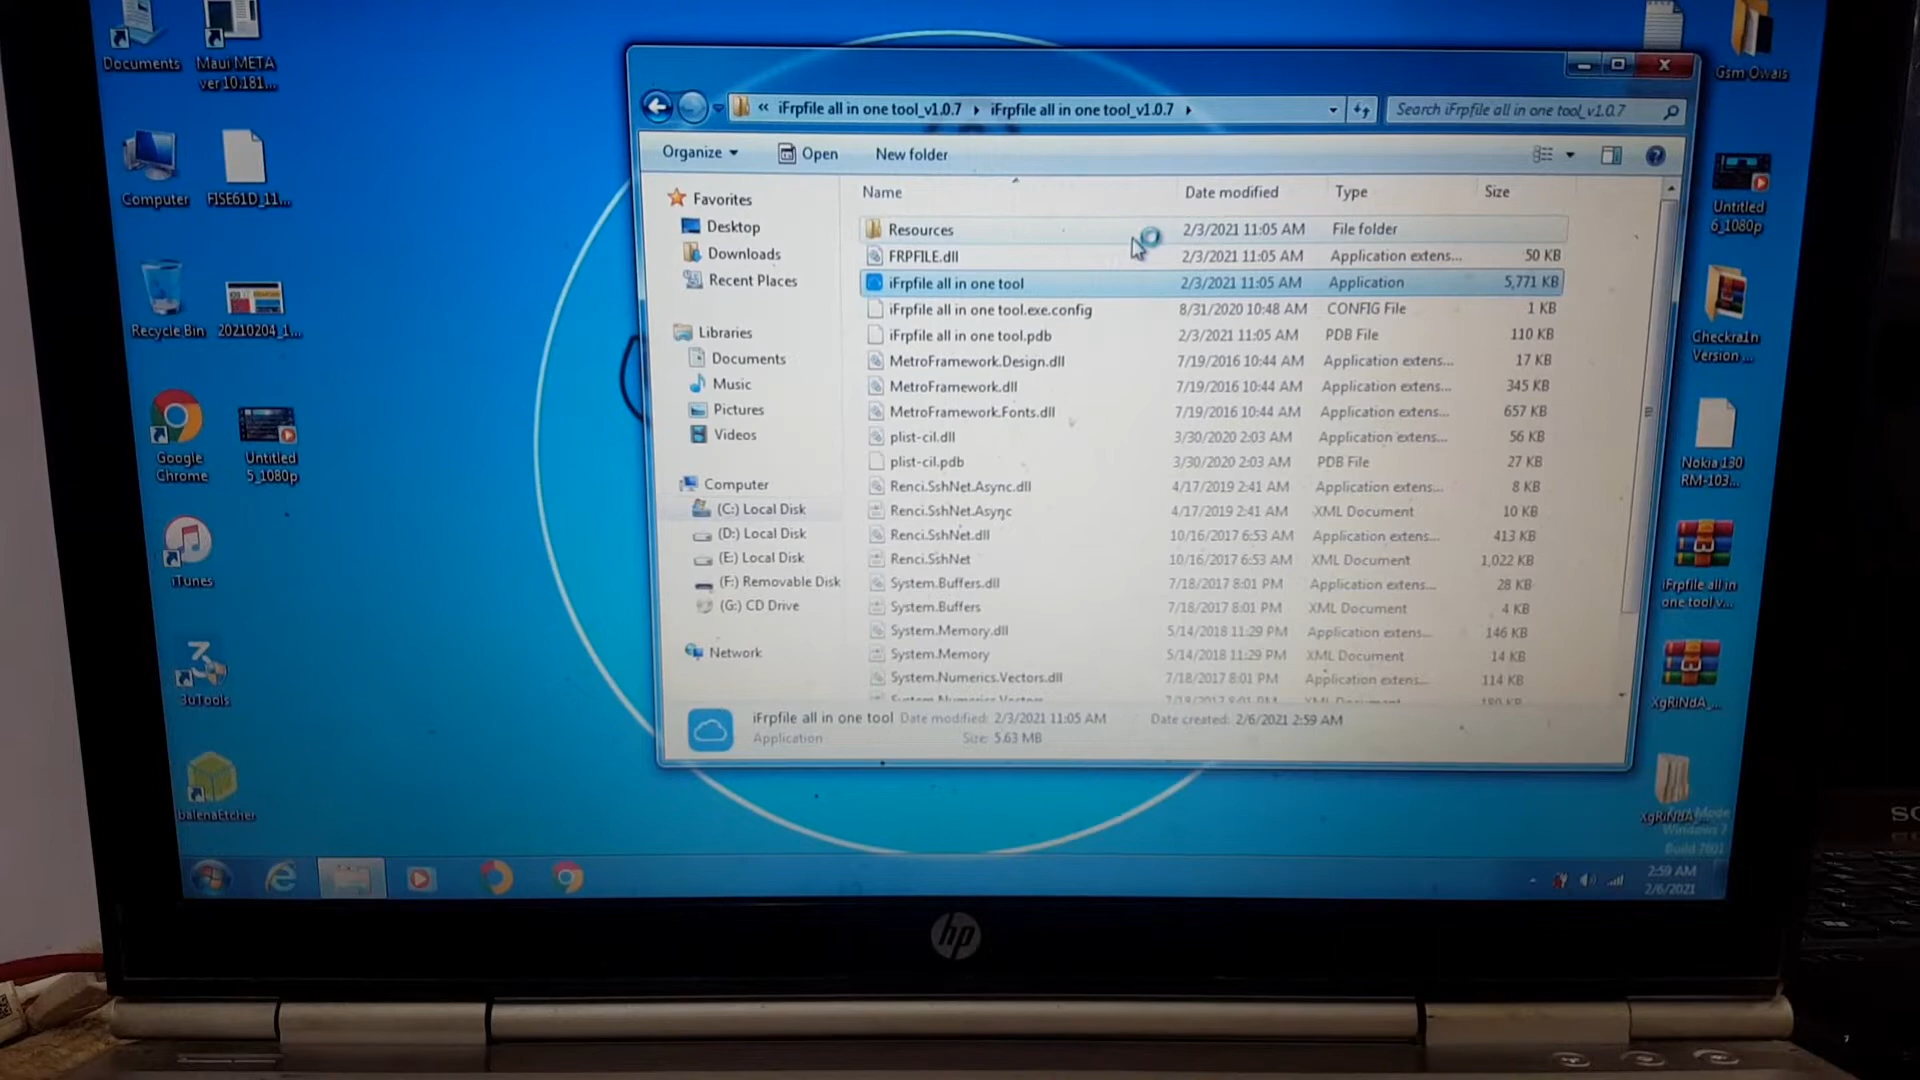 Documents
Maui META
ver 10.181...
Computer
FISE61D_11...
Recycle Bin
20210204_1...
Google
Chrome
Untitled
5_1080p
iTunes
3uTools
balenaEtcher
« iFrpfile all in one tool_v1.0.7 iFrpfile all in one tool_v1.0.7
Search iFrpfile all in one tool_v1.0.7
Organize Open New folder
Favorites
Desktop
Downloads
Recent Places
Libraries
Documents
Music
Pictures
Videos
Computer
(C:) Local Disk
(D:) Local Disk
(E:) Local Disk
(F:) Removable Disk
(G:) CD Drive
Network
Name Date modified Type Size
Resources 2/3/2021 11:05 AM File folder
FRPFILE.dll 2/3/2021 11:05 AM Application extens... 50 KB
iFrpfile all in one tool 2/3/2021 11:05 AM Application 5,771 KB
iFrpfile all in one tool.exe.config 8/31/2020 10:48 AM CONFIG File 1 KB
iFrpfile all in one tool.pdb 2/3/2021 11:05 AM PDB File 110 KB
MetroFramework.Design.dll 7/19/2016 10:44 AM Application extens... 17 KB
MetroFramework.dll 7/19/2016 10:44 AM Application extens... 345 KB
MetroFramework.Fonts.dll 7/19/2016 10:44 AM Application extens... 657 KB
plist-cil.dll 3/30/2020 2:03 AM Application extens... 56 KB
plist-cil.pdb 3/30/2020 2:03 AM PDB File 27 KB
Renci.SshNet.Async.dll 4/17/2019 2:41 AM Application extens... 8 KB
Renci.SshNet.Async 4/17/2019 2:41 AM XML Document 10 KB
Renci.SshNet.dll 10/16/2017 6:53 AM Application extens... 413 KB
Renci.SshNet 10/16/2017 6:53 AM XML Document 1,022 KB
System.Buffers.dll 7/18/2017 8:01 PM Application extens... 28 KB
System.Buffers 7/18/2017 8:01 PM XML Document 4 KB
System.Memory.dll 5/14/2018 11:29 PM Application extens... 146 KB
System.Memory 5/14/2018 11:29 PM XML Document 14 KB
System.Numerics.Vectors.dll 7/18/2017 8:01 PM Application extens... 114 KB
iFrpfile all in one tool Date modified: 2/3/2021 11:05 AM Date created: 2/6/2021 2:59 AM
Application Size: 5.63 MB
Gsm Owais
Untitled
6_1080p
Checkra1n
Version ...
Nokia 130
RM-103...
iFrpfile all in
one tool v...
XgRiNdA_...
XgRiNdA
Test Mode
Windows 7
Build 7601
2:59 AM
2/6/2021
hp